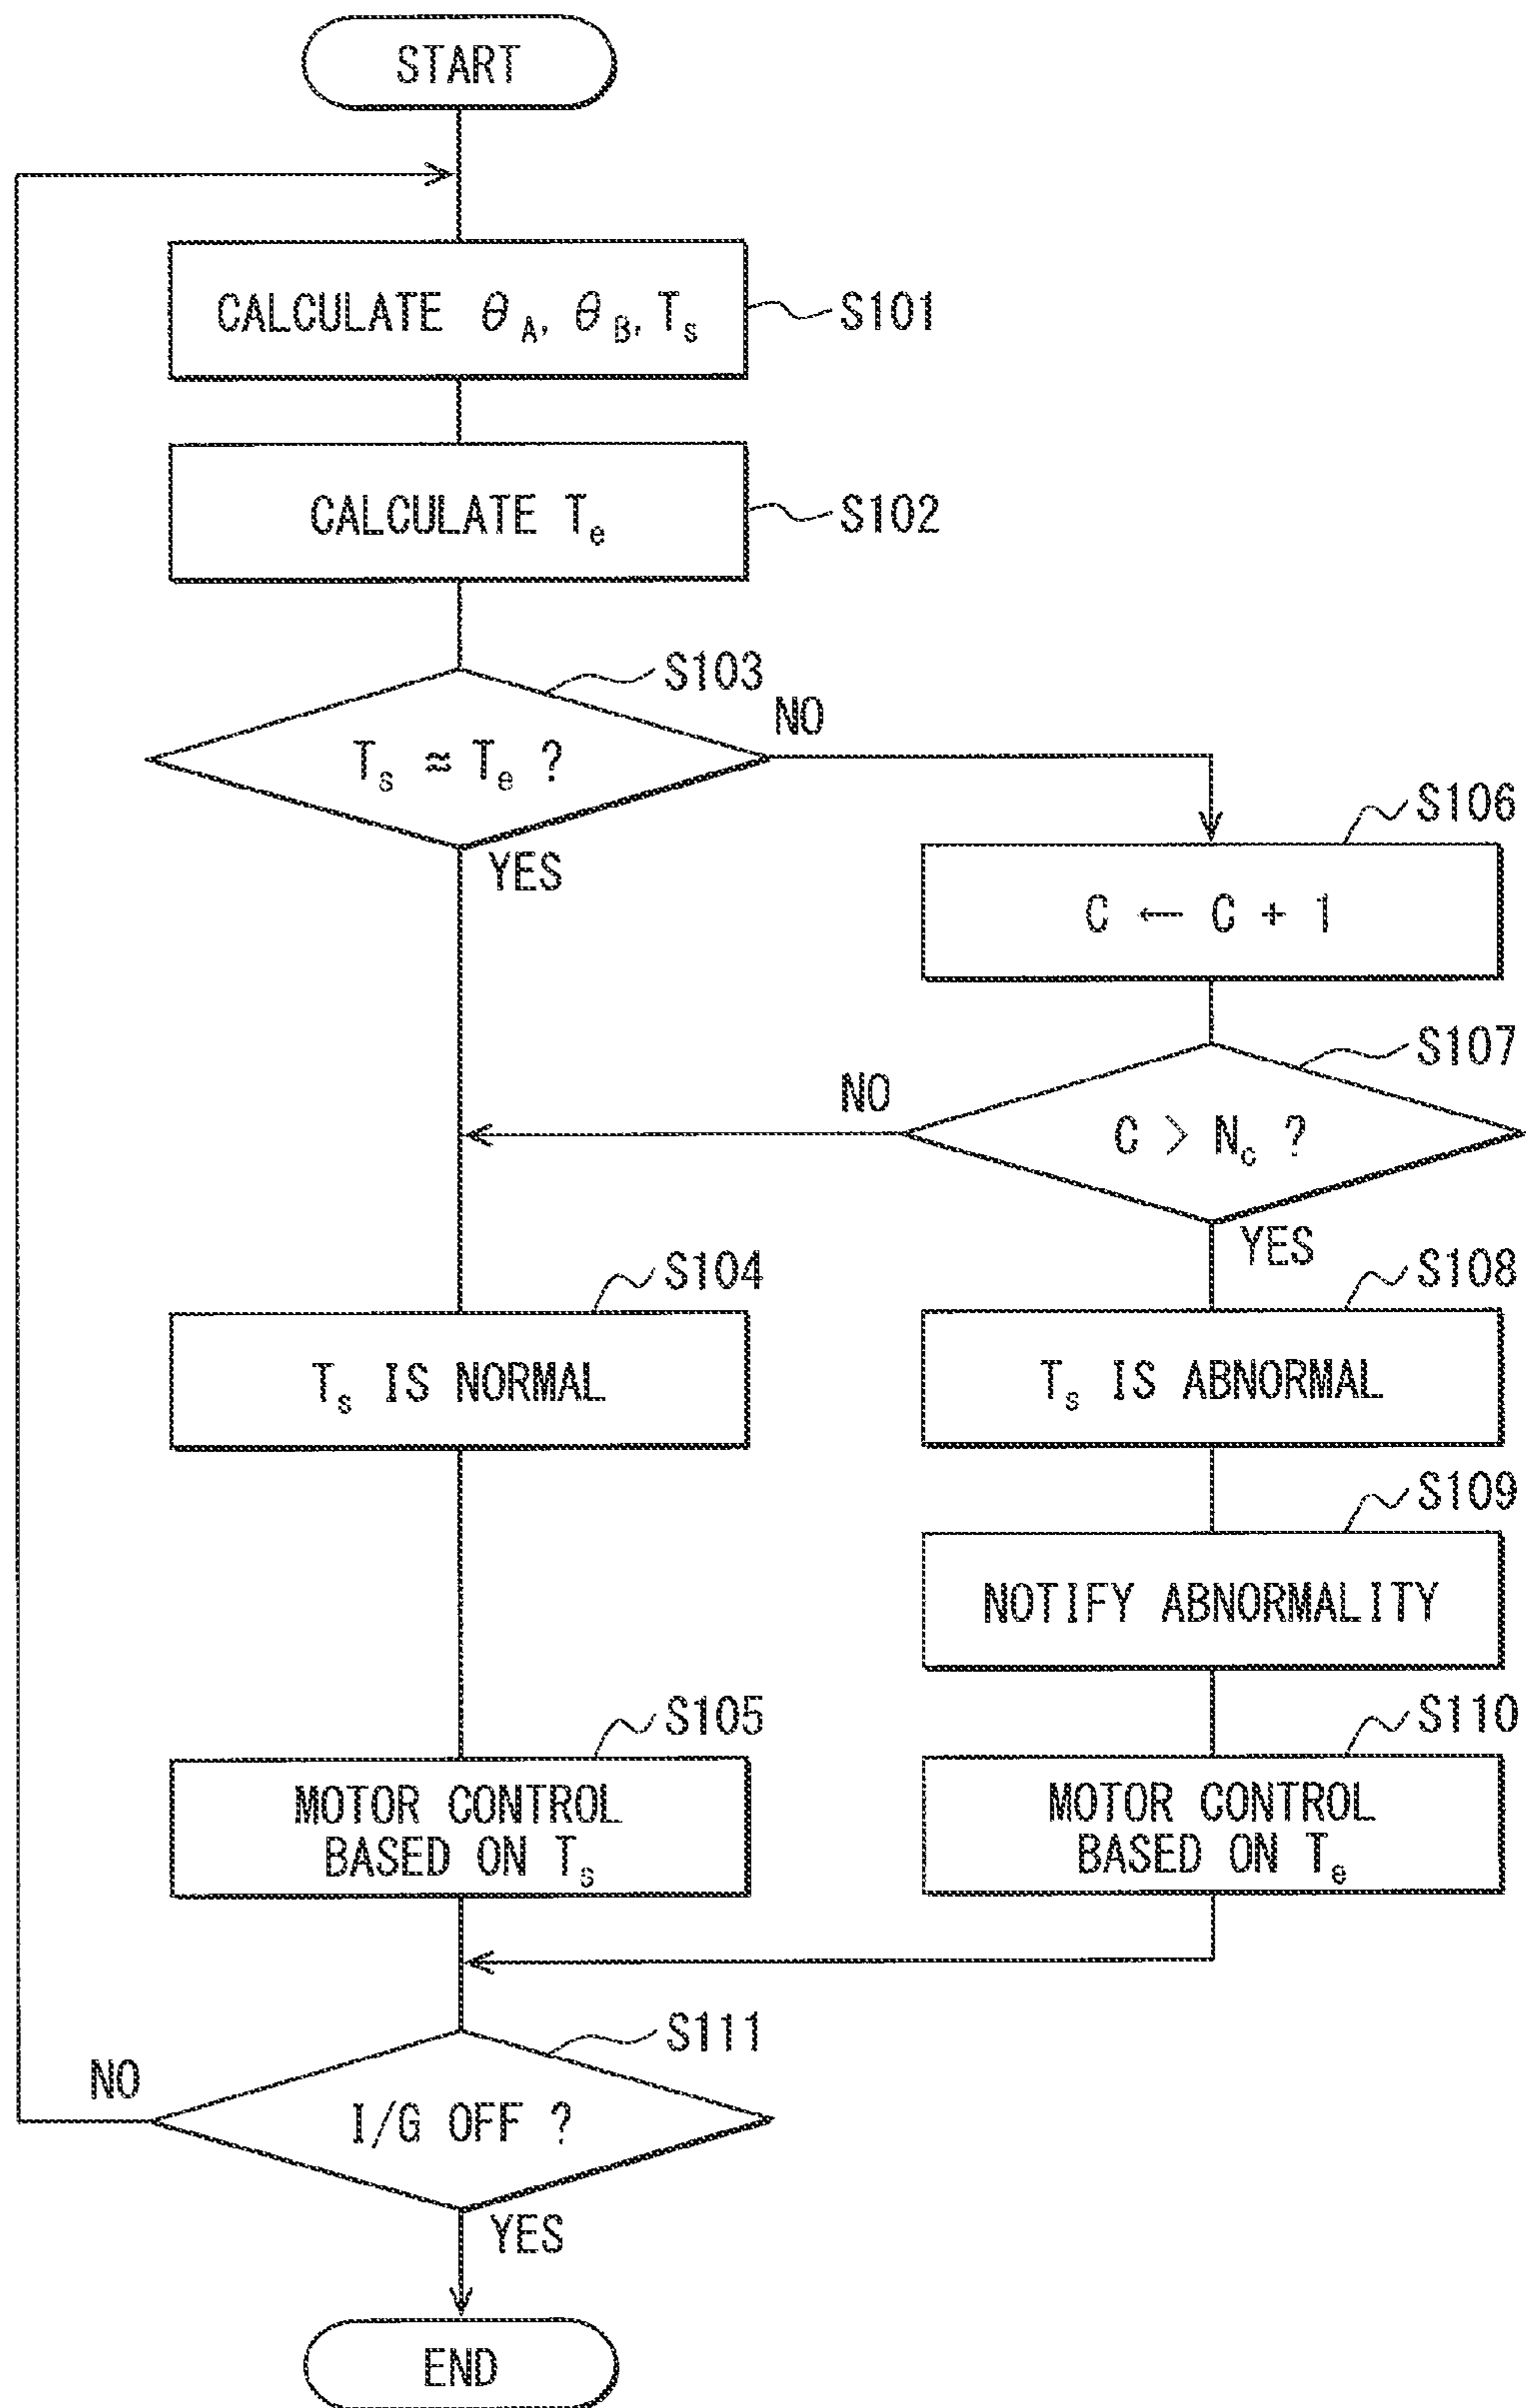 START
CALCULATE θA, θB, Ts
S101
CALCULATE Te
S102
S103
Ts ≈ Te ?
NO
YES
S106
C ← C + 1
S107
NO
C > Nc ?
YES
S104
Ts IS NORMAL
S108
Ts IS ABNORMAL
S109
NOTIFY ABNORMALITY
S105
MOTOR CONTROL
BASED ON Ts
S110
MOTOR CONTROL
BASED ON Te
S111
NO
I/G OFF ?
YES
END